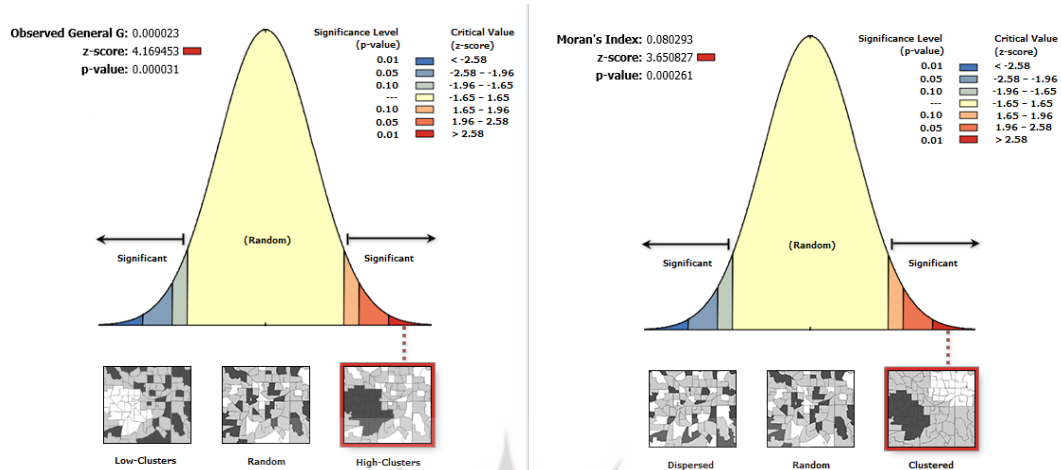 Observed General G: 0.000023
z-score: 4.169453
p-value: 0.000031
Significance Level
(p-value)
Critical Value
(z-score)
0.01 < -2.58
0.05 -2.58 – -1.96
0.10 -1.96 – -1.65
--- -1.65 – 1.65
0.10 1.65 – 1.96
0.05 1.96 – 2.58
0.01 > 2.58
(Random)
Significant
Significant
Low-Clusters
Random
High-Clusters
Moran's Index: 0.080293
z-score: 3.650827
p-value: 0.000261
Significance Level
(p-value)
Critical Value
(z-score)
0.01 < -2.58
0.05 -2.58 – -1.96
0.10 -1.96 – -1.65
--- -1.65 – 1.65
0.10 1.65 – 1.96
0.05 1.96 – 2.58
0.01 > 2.58
(Random)
Significant
Significant
Dispersed
Random
Clustered